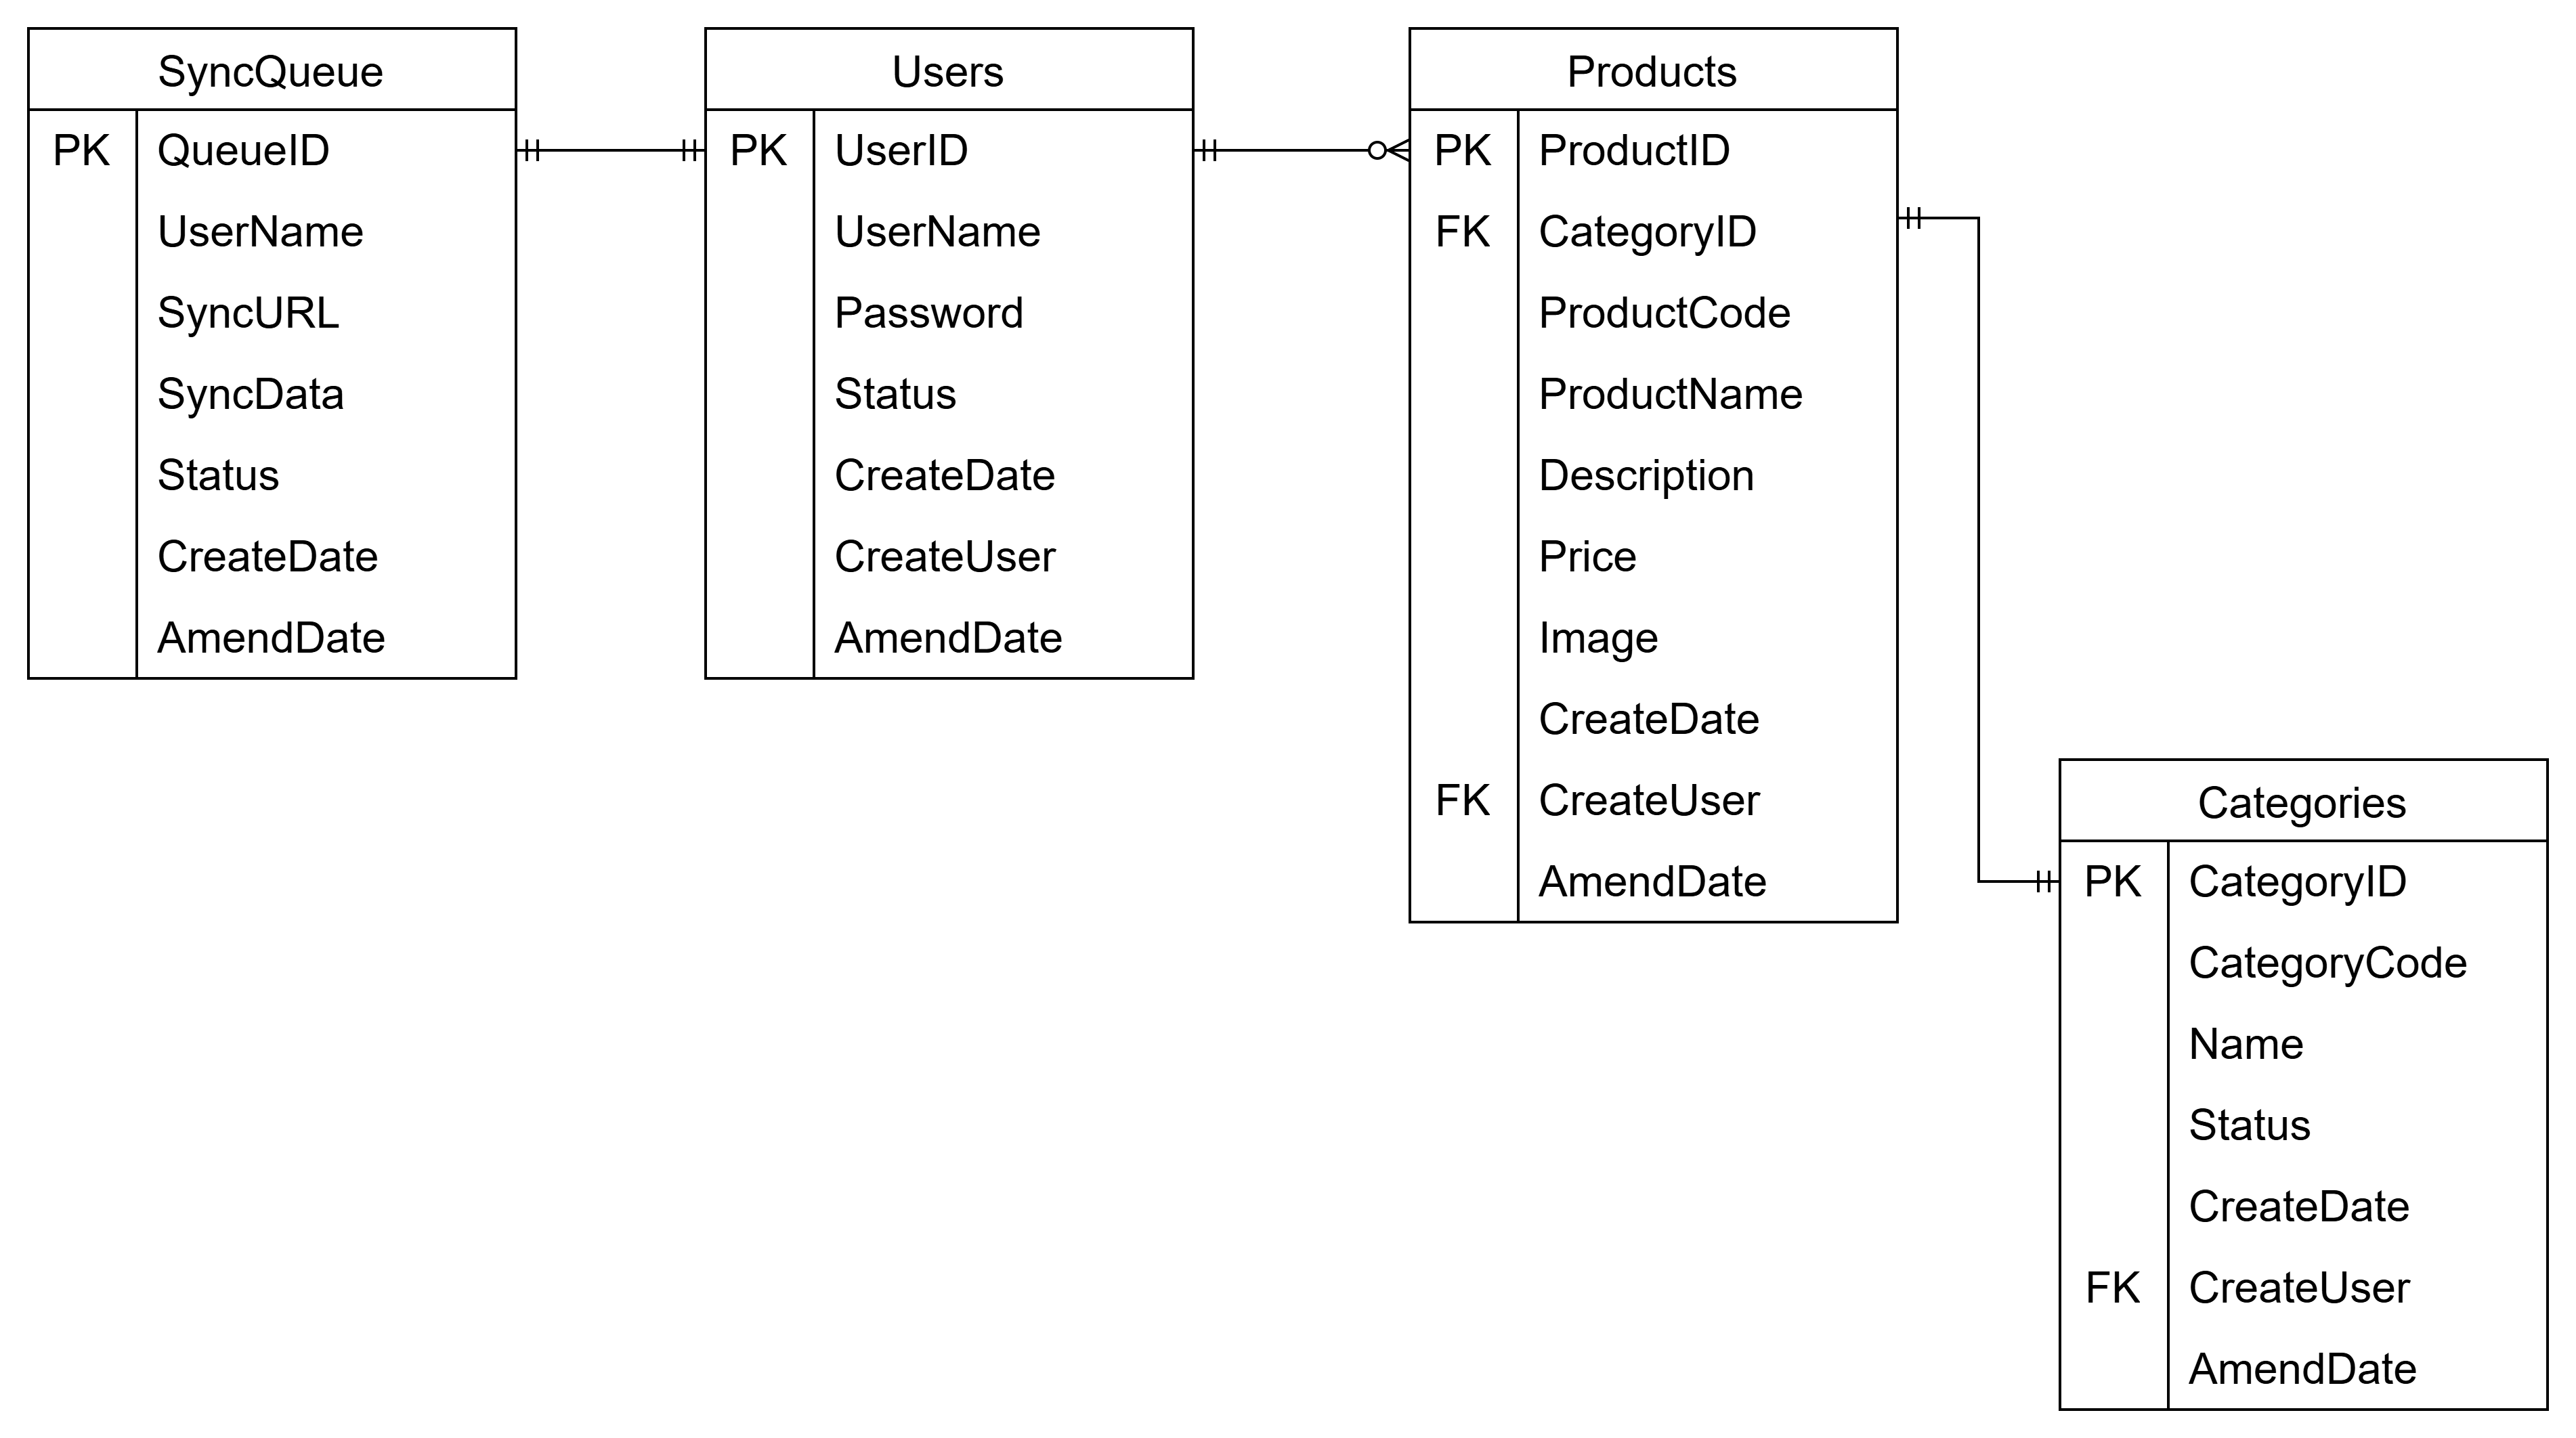 SyncQueue
PK QueueID
UserName
SyncURL
SyncData
Status
CreateDate
AmendDate
Users
PK UserID
UserName
Password
Status
CreateDate
CreateUser
AmendDate
Products
PK ProductID
FK CategoryID
ProductCode
ProductName
Description
Price
Image
CreateDate
FK CreateUser
AmendDate
Categories
PK CategoryID
CategoryCode
Name
Status
CreateDate
FK CreateUser
AmendDate